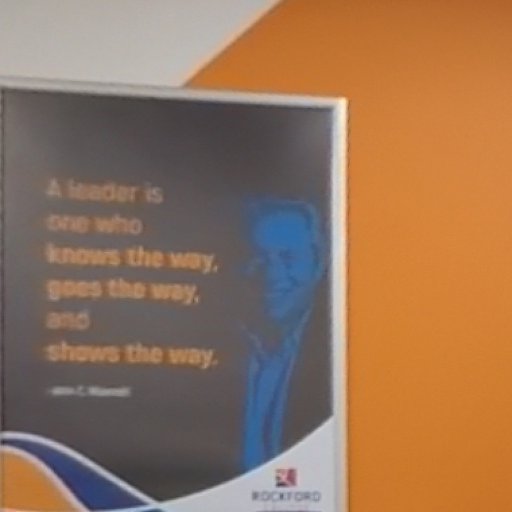 A leader is
one who
knows the way,
goes the way,
and
shows the way.
- John C. Maxwell
ROCKFORD